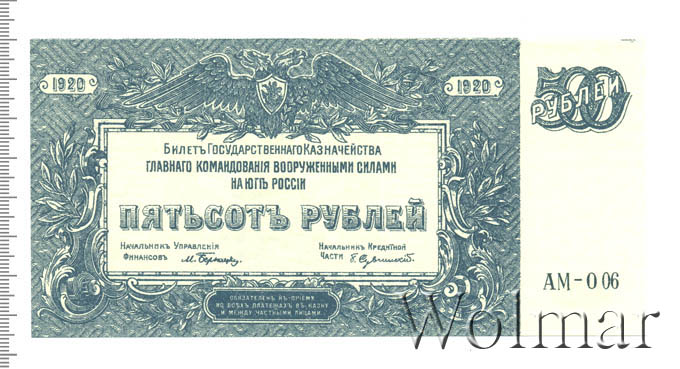 1920
1920
500
РУБЛЕЙ
БИЛЕТЪ ГОСУДАРСТВЕННАГО КАЗНАЧЕЙСТВА
ГЛАВНАГО КОМАНДОВАНІЯ ВООРУЖЕННЫМИ СИЛАМИ
НА ЮГѢ РОССІИ
ПЯТЬСОТЪ РУБЛЕЙ
НАЧАЛЬНИКЪ УПРАВЛЕНІЯ
ФИНАНСОВЪ
НАЧАЛЬНИКЪ КРЕДИТНОЙ
ЧАСТИ
АМ-006
ОБЯЗАТЕЛЕНЪ КЪ ПРІЕМУ
ВО ВСѢХЪ ПЛАТЕЖАХЪ ВЪ КАЗНУ
И МЕЖДУ ЧАСТНЫМИ ЛИЦАМИ
Wolmar